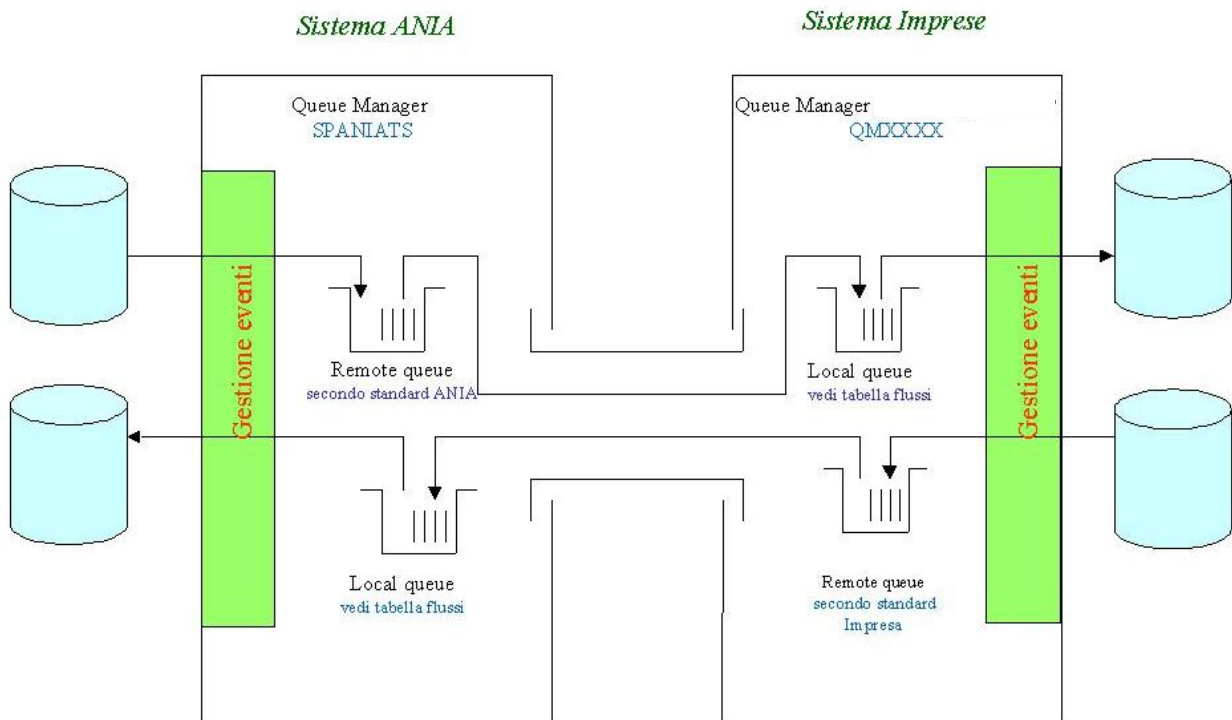 Sistema ANIA
Sistema Imprese
Queue Manager
SPANIATS
Queue Manager
QMXXXX
Gestione eventi
Gestione eventi
Remote queue
secondo standard ANIA
Local queue
vedi tabella flussi
Local queue
vedi tabella flussi
Remote queue
secondo standard
Impresa